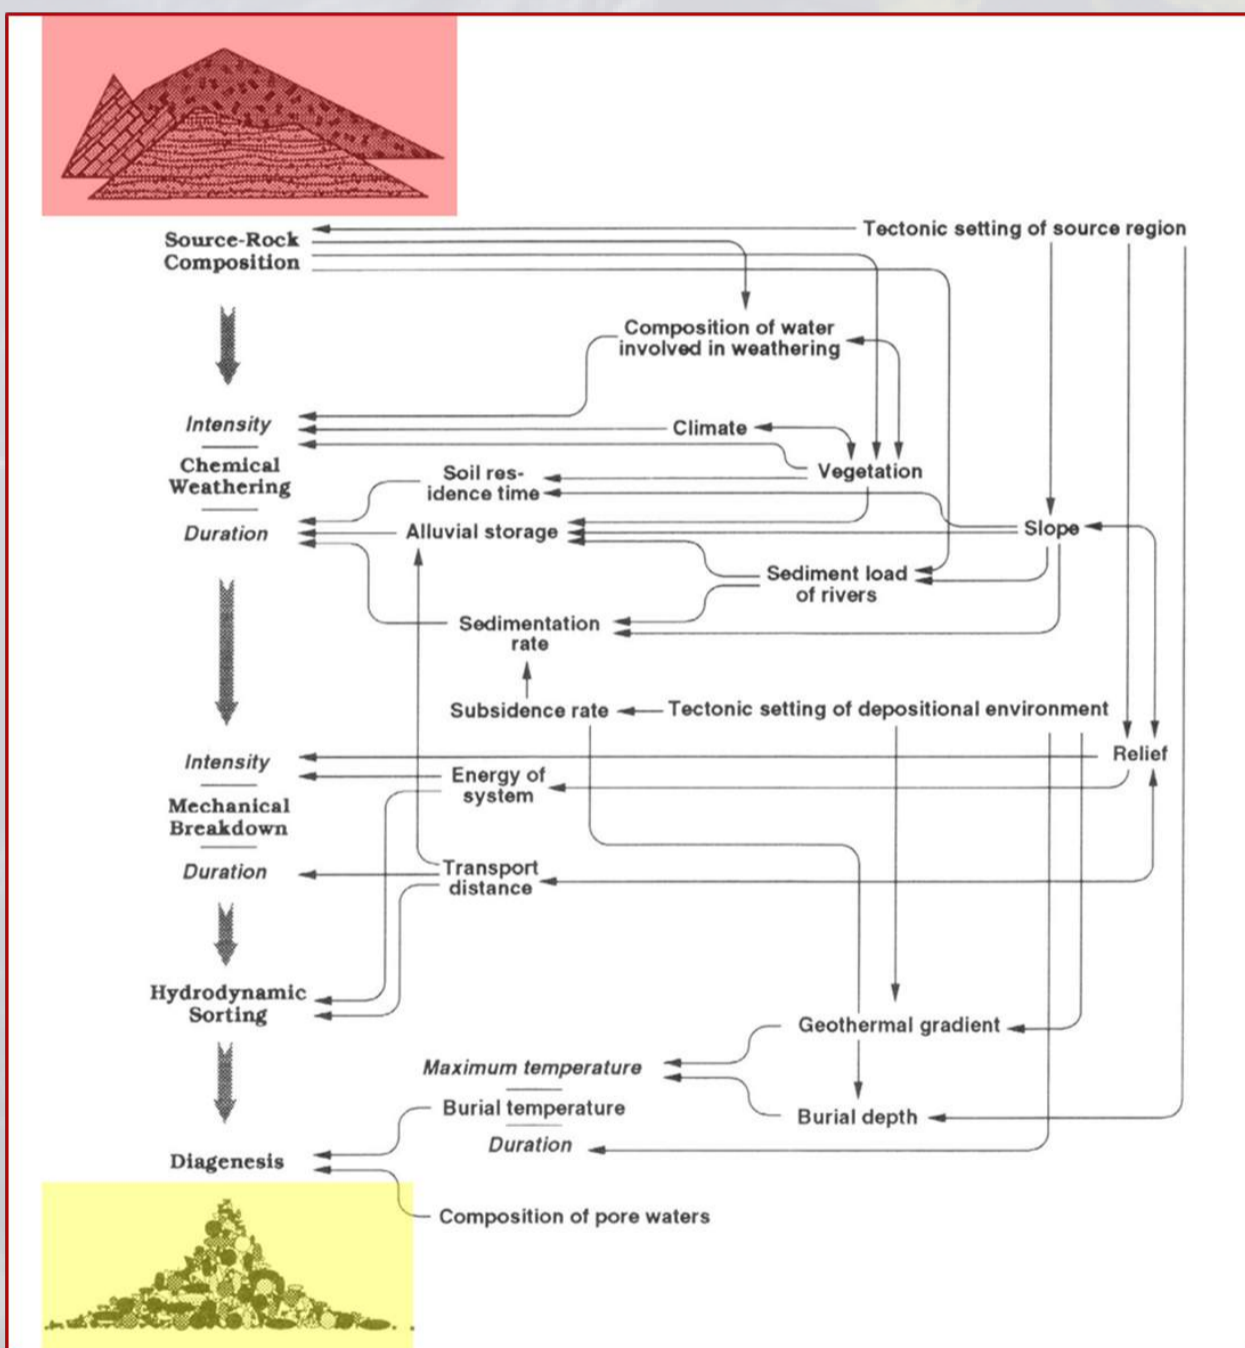 Tectonic setting of source region
Source-Rock
Composition
Composition of water
involved in weathering
Intensity
Climate
Chemical
Weathering
Soil res-
idence time
Vegetation
Duration
Alluvial storage
Slope
Sediment load
of rivers
Sedimentation
rate
Subsidence rate
Tectonic setting of depositional environment
Intensity
Relief
Energy of
system
Mechanical
Breakdown
Duration
Transport
distance
Hydrodynamic
Sorting
Geothermal gradient
Maximum temperature
Burial temperature
Burial depth
Duration
Diagenesis
Composition of pore waters